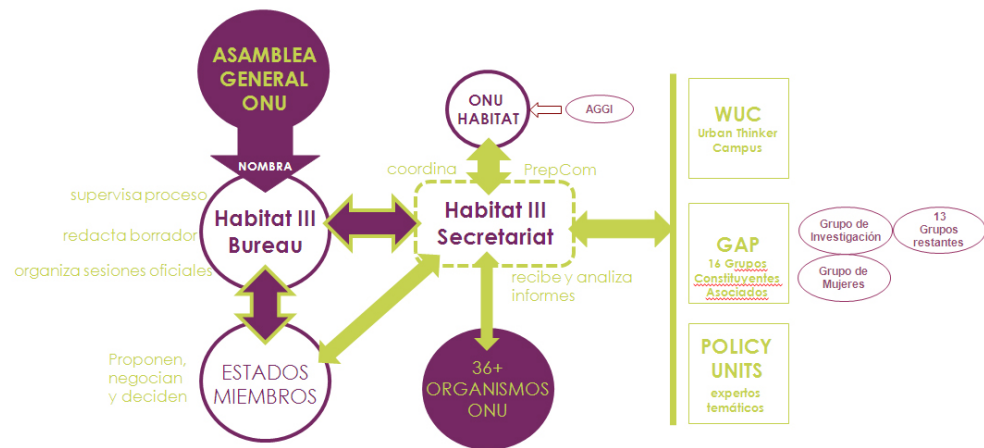 ASAMBLEA
GENERAL
ONU
NOMBRA
supervisa proceso
redacta borrador
organiza sesiones oficiales
Habitat III
Bureau
Proponen,
negocian
y deciden
ESTADOS
MIEMBROS
ONU
HABITAT
AGGI
coordina
PrepCom
Habitat III
Secretariat
recibe y analiza
informes
36+
ORGANISMOS
ONU
WUC
Urban Thinker
Campus
GAP
16 Grupos
Constituyentes
Asociados
Grupo de
Investigación
13
Grupos
restantes
Grupo de
Mujeres
POLICY
UNITS
expertos
temáticos